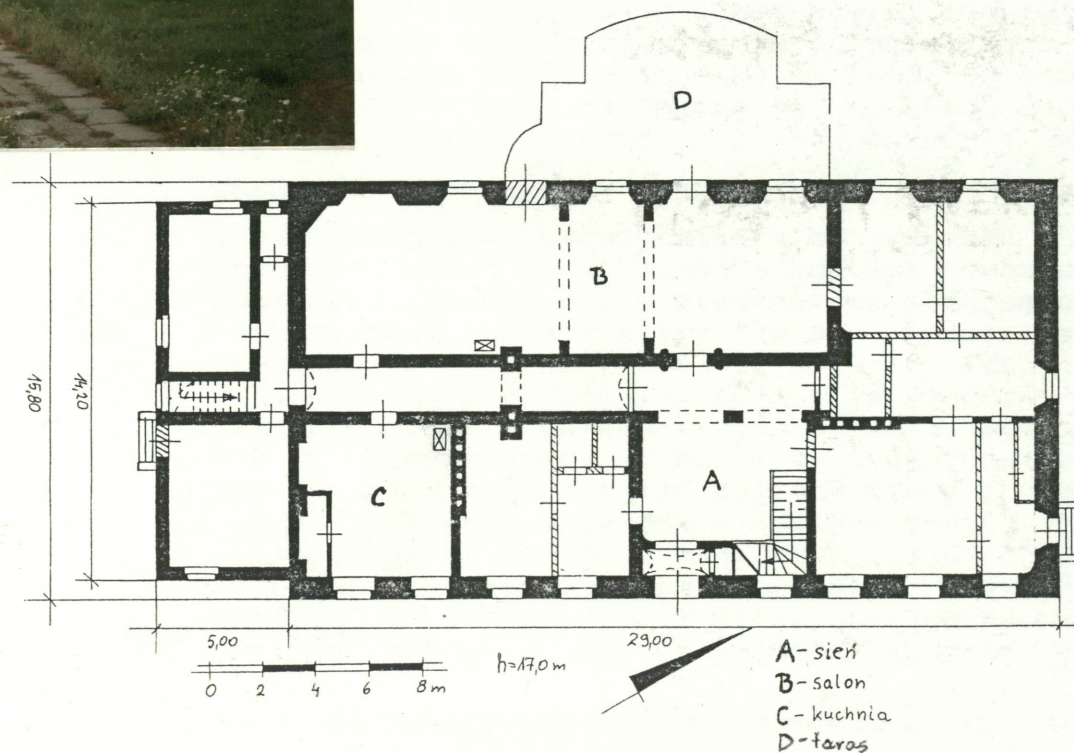 D
B
C
A
15,80
14,20
5,00
29,00
0 2 4 6 8 m
h=17,0 m
A - sień
B - salon
C - kuchnia
D - taras